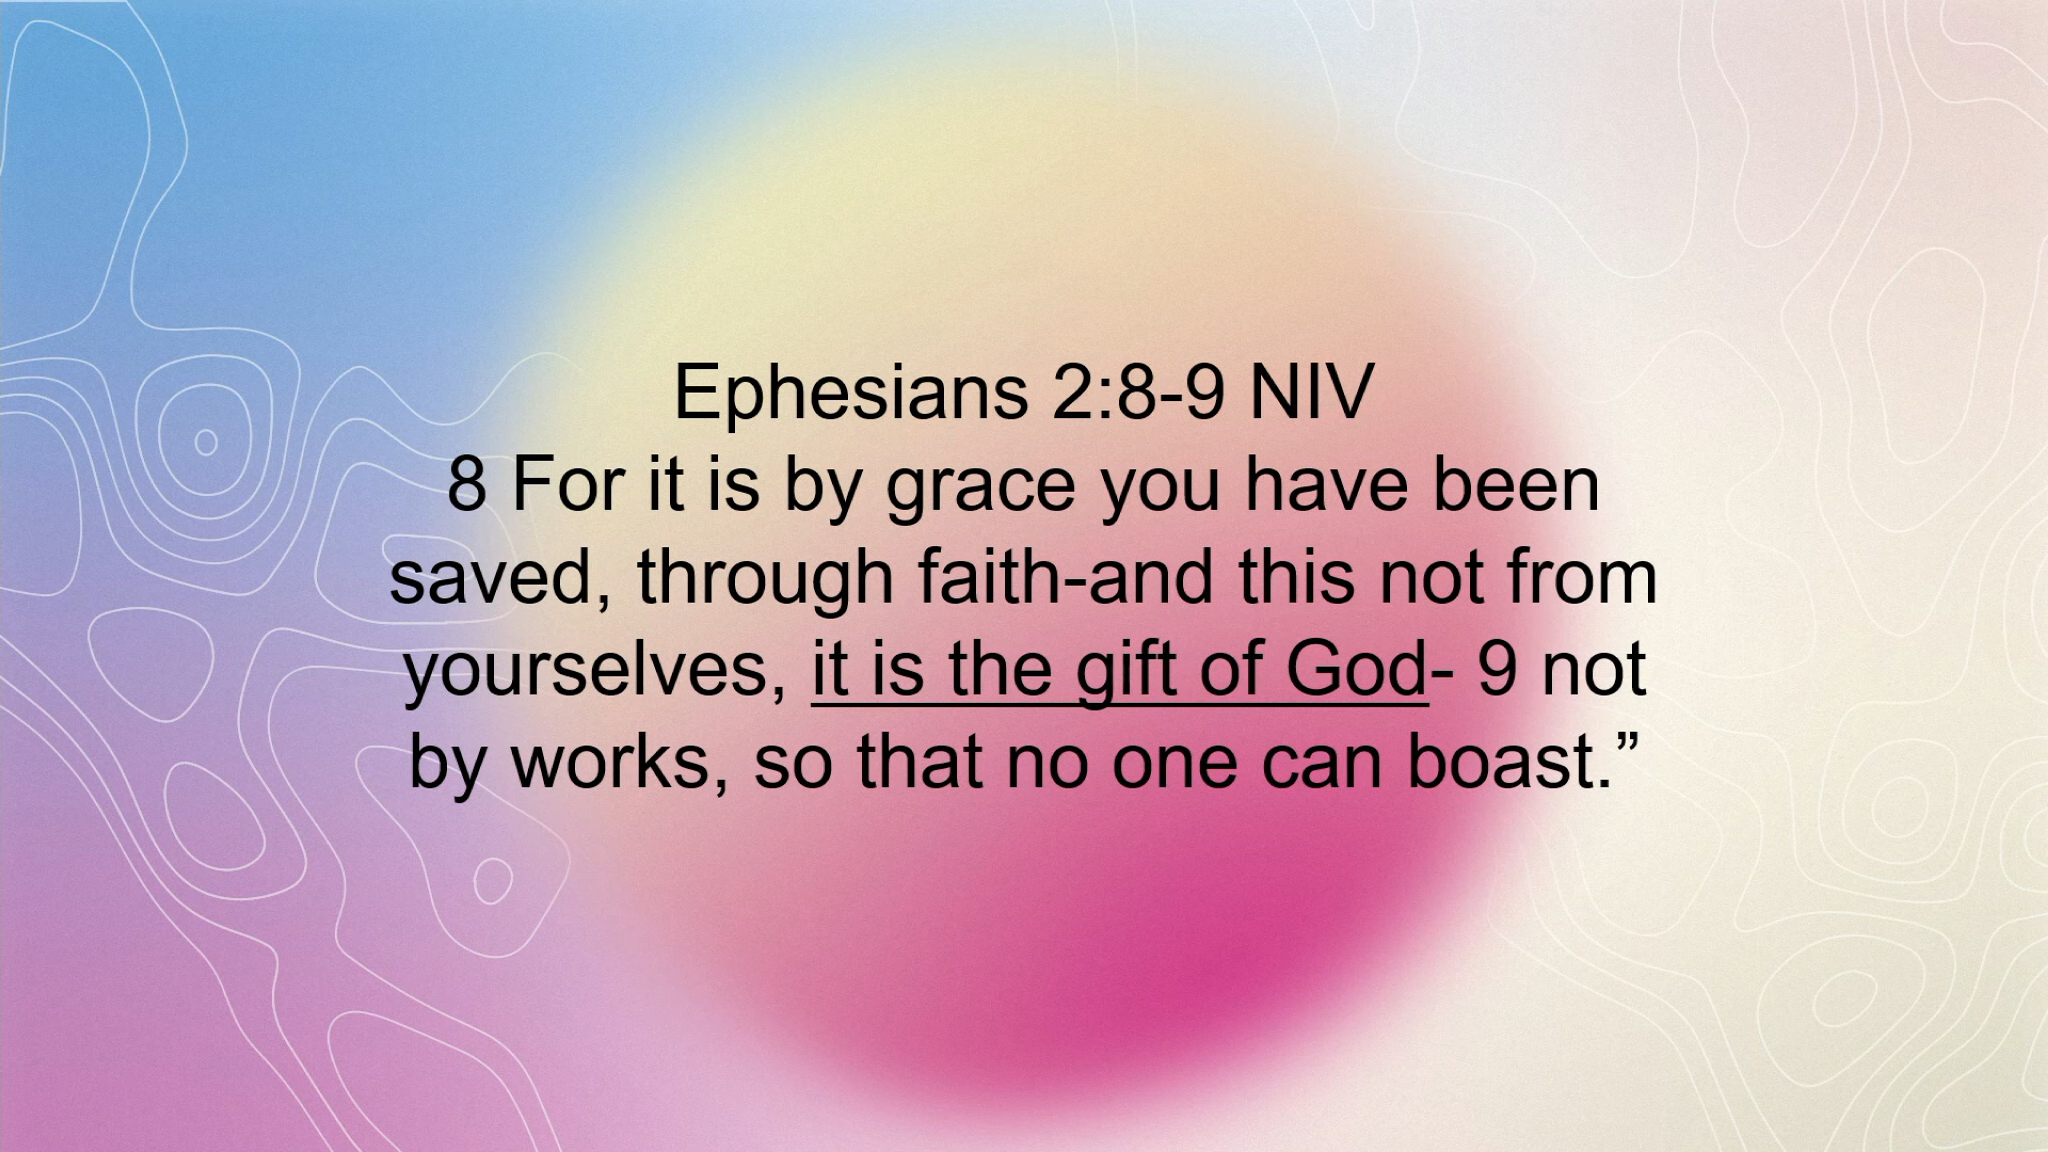 Ephesians 2:8-9 NIV
8 For it is by grace you have been
saved, through faith-and this not from
yourselves, it is the gift of God- 9 not
by works, so that no one can boast.”